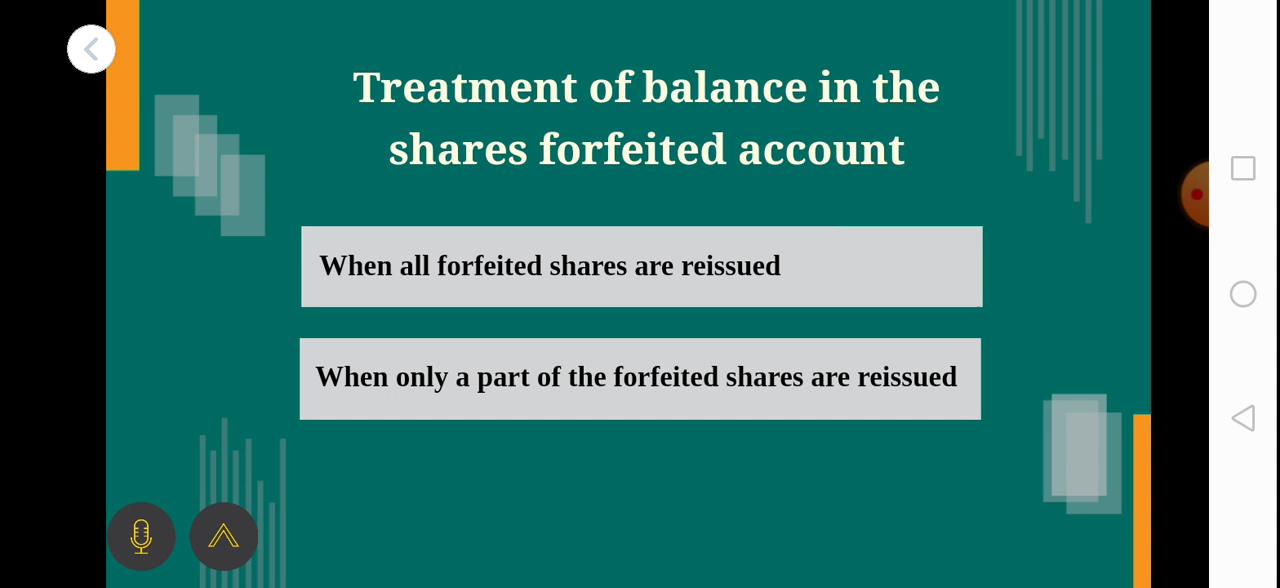 Treatment of balance in the
shares forfeited account
When all forfeited shares are reissued
When only a part of the forfeited shares are reissued